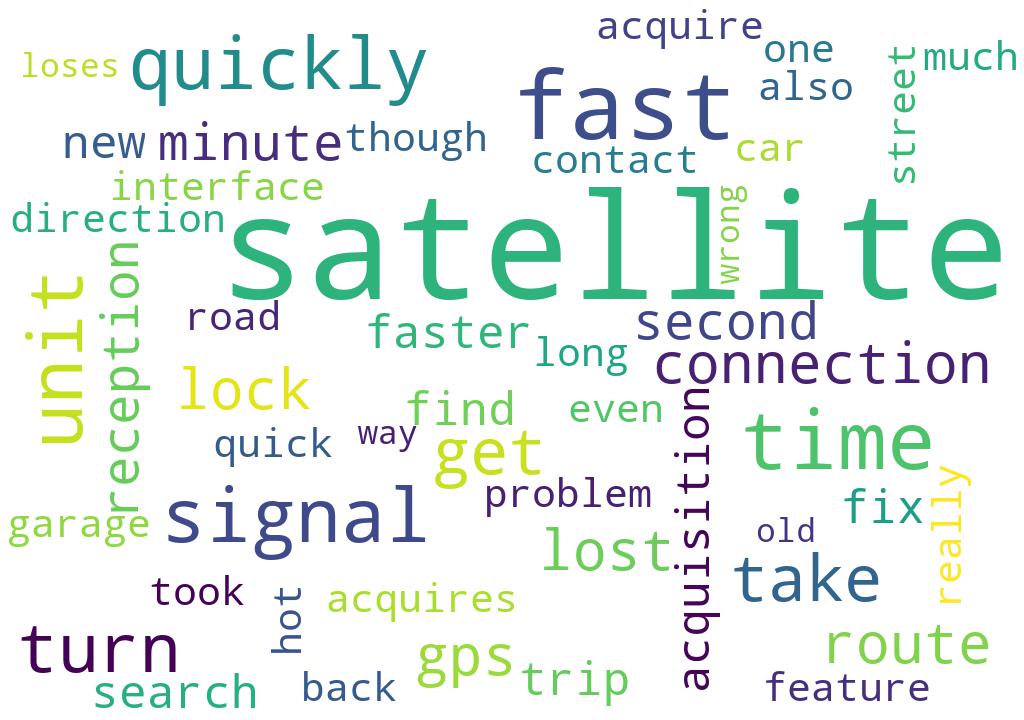 acquire
loses
quickly
one
much
fast
also
street
new
minute
though
contact
car
interface
satellite
wrong
direction
reception
unit
road
faster
second
long
connection
lock
find
even
acquisition
time
quick
way
get
signal
problem
fix
really
garage
lost
old
take
took
hot
acquires
turn
gps
route
search
back
trip
feature